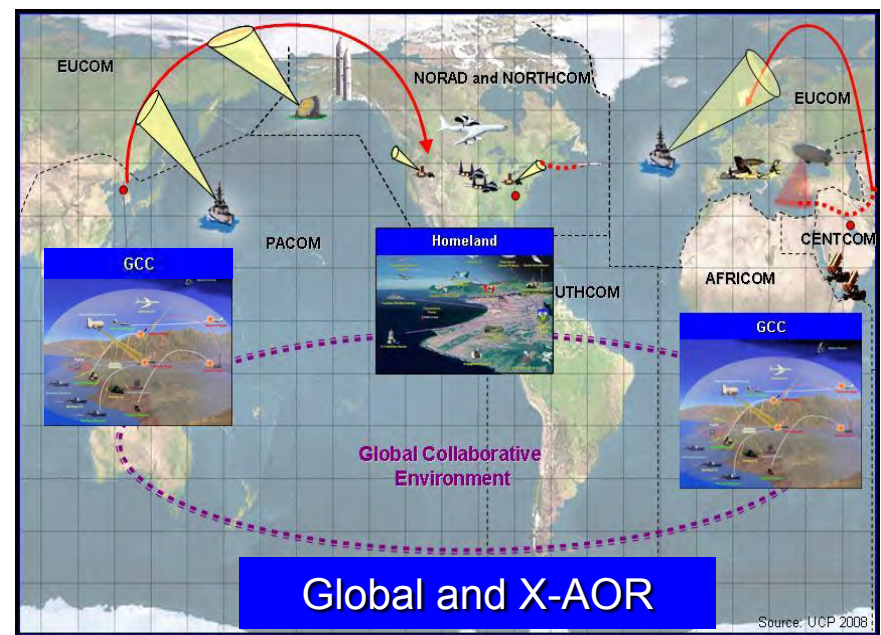 EUCOM
NORAD and NORTHCOM
EUCOM
PACOM
Homeland
CENTCOM
GCC
UTHCOM
AFRICOM
GCC
Global Collaborative
Environment
Global and X-AOR
Source: UCP 2008